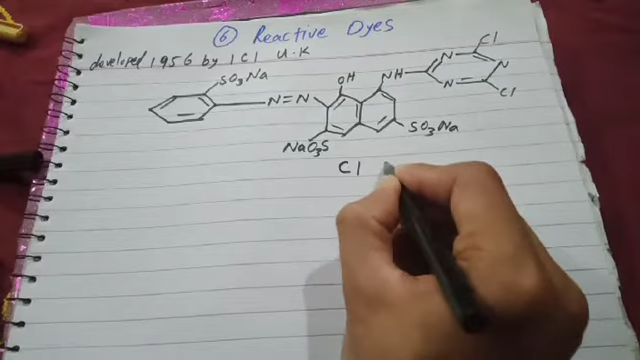 ⑥ Reactive Dyes
developed 1956 by ICI U.K
SO3Na
N=N
OH
NH
N
Cl
N
N
Cl
NaO3S
SO3Na
Cl